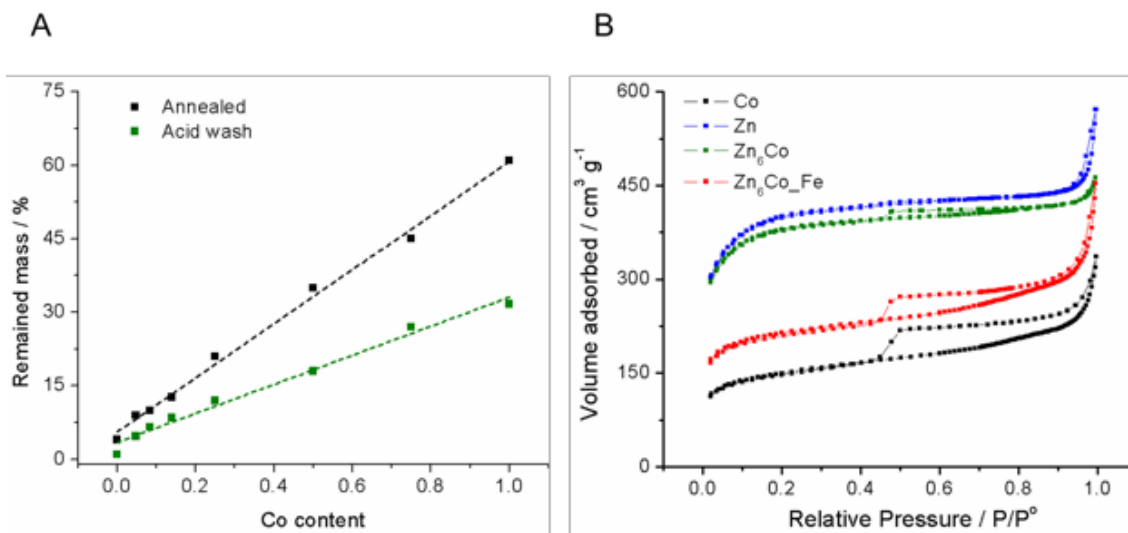 A
B
Remained mass / %
75
60
45
30
15
0
Annealed
Acid wash
0.0 0.2 0.4 0.6 0.8 1.0
Co content
Volume adsorbed / cm³ g⁻¹
600
450
300
150
0
Co
Zn
Zn₆Co
Zn₆Co_Fe
0.0 0.2 0.4 0.6 0.8 1.0
Relative Pressure / P/P⁰